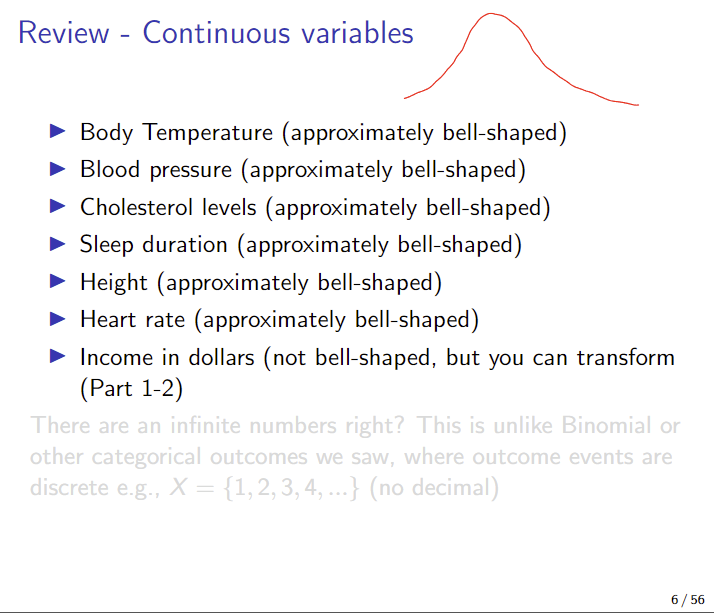 Review - Continuous variables
▶ Body Temperature (approximately bell-shaped)
▶ Blood pressure (approximately bell-shaped)
▶ Cholesterol levels (approximately bell-shaped)
▶ Sleep duration (approximately bell-shaped)
▶ Height (approximately bell-shaped)
▶ Heart rate (approximately bell-shaped)
▶ Income in dollars (not bell-shaped, but you can transform
(Part 1-2)
There are an infinite numbers right? This is unlike Binomial or
other categorical outcomes we saw, where outcome events are
discrete e.g., X = {1, 2, 3, 4, ...} (no decimal)
6 / 56